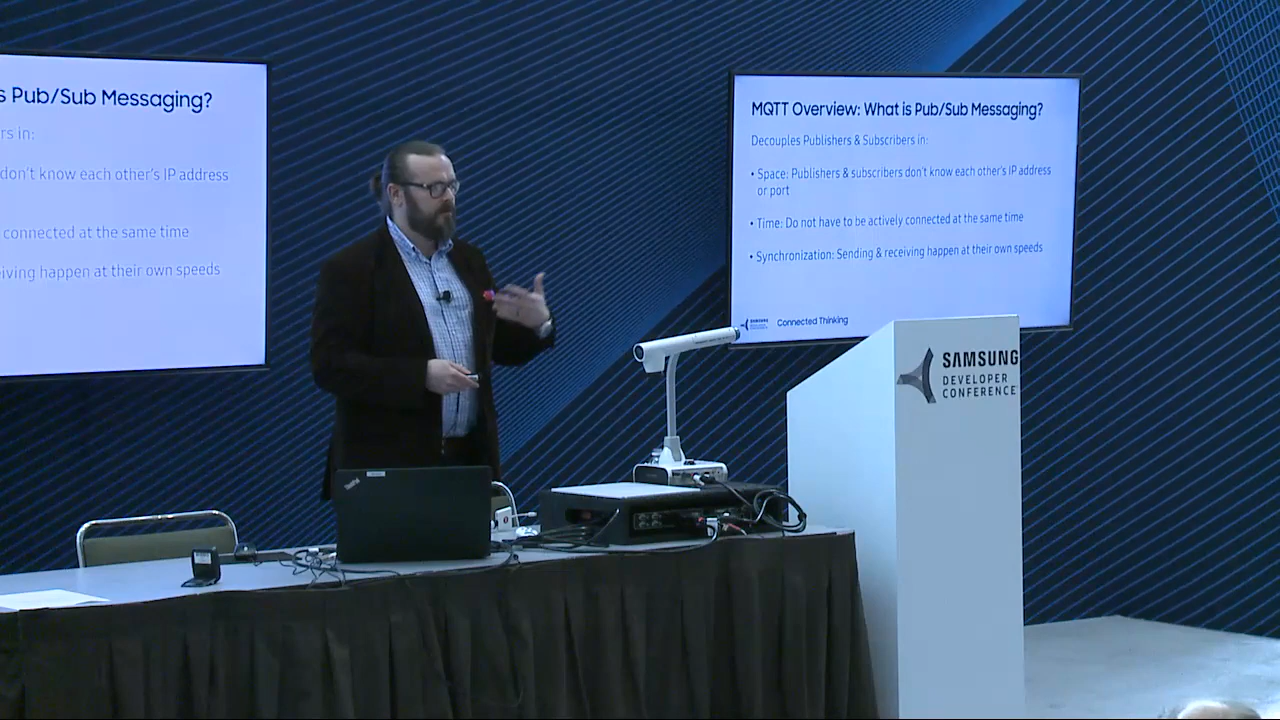 s Pub/Sub Messaging?
rs in:
don't know each other's IP address
connected at the same time
eiving happen at their own speeds
MQTT Overview: What is Pub/Sub Messaging?
Decouples Publishers & Subscribers in:
• Space: Publishers & subscribers don't know each other's IP address
or port
• Time: Do not have to be actively connected at the same time
• Synchronization: Sending & receiving happen at their own speeds
SAMSUNG
DEVELOPER
CONFERENCE
Connected Thinking
SAMSUNG
DEVELOPER
CONFERENCE
ThinkPad